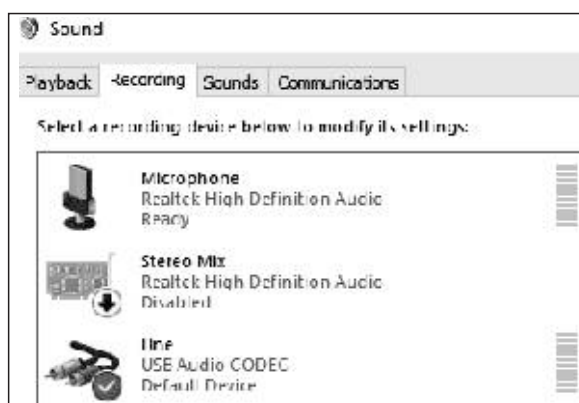 Sound
Playback Recording Sounds Communications
Select a recording device below to modify its settings:
Microphone
Realtek High Definition Audio
Ready
Stereo Mix
Realtek High Definition Audio
Disabled
Line
USB Audio CODEC
Default Device